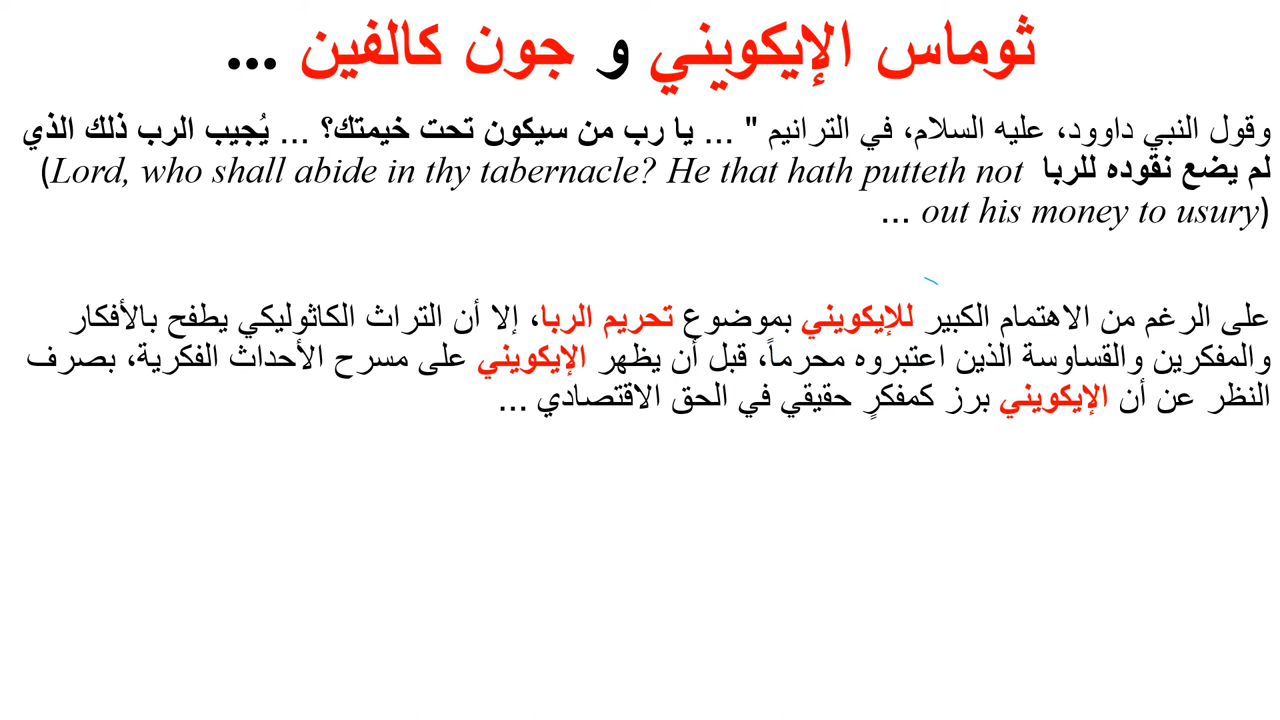 ثوماس الإيكويني و جون كالفين ...
وقول النبي داوود، عليه السلام، في الترانيم " ... يا رب من سيكون تحت خيمتك؟ ... يُجيب الرب ذلك الذي
لم يضع نقوده للربا Lord, who shall abide in thy tabernacle? He that hath putteth not)
... out his money to usury)
على الرغم من الاهتمام الكبير للإيكويني بموضوع تحريم الربا، إلا أن التراث الكاثوليكي يطفح بالأفكار
والمفكرين والقساوسة الذين اعتبروه محرماً، قبل أن يظهر الإيكويني على مسرح الأحداث الفكرية، بصرف
النظر عن أن الإيكويني برز كمفكرٍ حقيقي في الحق الاقتصادي ...